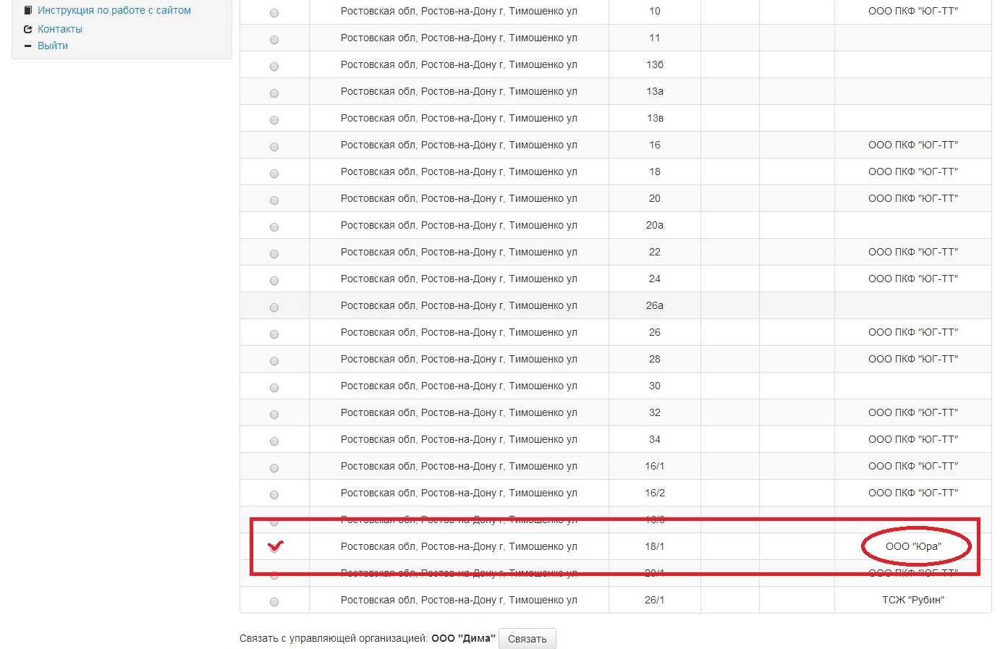 Инструкция по работе с сайтом
Контакты
Выйти
Ростовская обл, Ростов-на-Дону г, Тимошенко ул 10 ООО ПКФ "ЮГ-ТТ"
Ростовская обл, Ростов-на-Дону г, Тимошенко ул 11
Ростовская обл, Ростов-на-Дону г, Тимошенко ул 13б
Ростовская обл, Ростов-на-Дону г, Тимошенко ул 13а
Ростовская обл, Ростов-на-Дону г, Тимошенко ул 13в
Ростовская обл, Ростов-на-Дону г, Тимошенко ул 16 ООО ПКФ "ЮГ-ТТ"
Ростовская обл, Ростов-на-Дону г, Тимошенко ул 18 ООО ПКФ "ЮГ-ТТ"
Ростовская обл, Ростов-на-Дону г, Тимошенко ул 20 ООО ПКФ "ЮГ-ТТ"
Ростовская обл, Ростов-на-Дону г, Тимошенко ул 20а
Ростовская обл, Ростов-на-Дону г, Тимошенко ул 22 ООО ПКФ "ЮГ-ТТ"
Ростовская обл, Ростов-на-Дону г, Тимошенко ул 24 ООО ПКФ "ЮГ-ТТ"
Ростовская обл, Ростов-на-Дону г, Тимошенко ул 26а
Ростовская обл, Ростов-на-Дону г, Тимошенко ул 26 ООО ПКФ "ЮГ-ТТ"
Ростовская обл, Ростов-на-Дону г, Тимошенко ул 28 ООО ПКФ "ЮГ-ТТ"
Ростовская обл, Ростов-на-Дону г, Тимошенко ул 30
Ростовская обл, Ростов-на-Дону г, Тимошенко ул 32 ООО ПКФ "ЮГ-ТТ"
Ростовская обл, Ростов-на-Дону г, Тимошенко ул 34 ООО ПКФ "ЮГ-ТТ"
Ростовская обл, Ростов-на-Дону г, Тимошенко ул 16/1 ООО ПКФ "ЮГ-ТТ"
Ростовская обл, Ростов-на-Дону г, Тимошенко ул 16/2 ООО ПКФ "ЮГ-ТТ"
Ростовская обл, Ростов-на-Дону г, Тимошенко ул
Ростовская обл, Ростов-на-Дону г, Тимошенко ул 18/1 ООО "Юра"
Ростовская обл, Ростов-на-Дону г, Тимошенко ул 20/1 ООО ПКФ "ЮГ-ТТ"
Ростовская обл, Ростов-на-Дону г, Тимошенко ул 26/1 ТСЖ "Рубин"
Связать с управляющей организацией: ООО "Дима" Связать